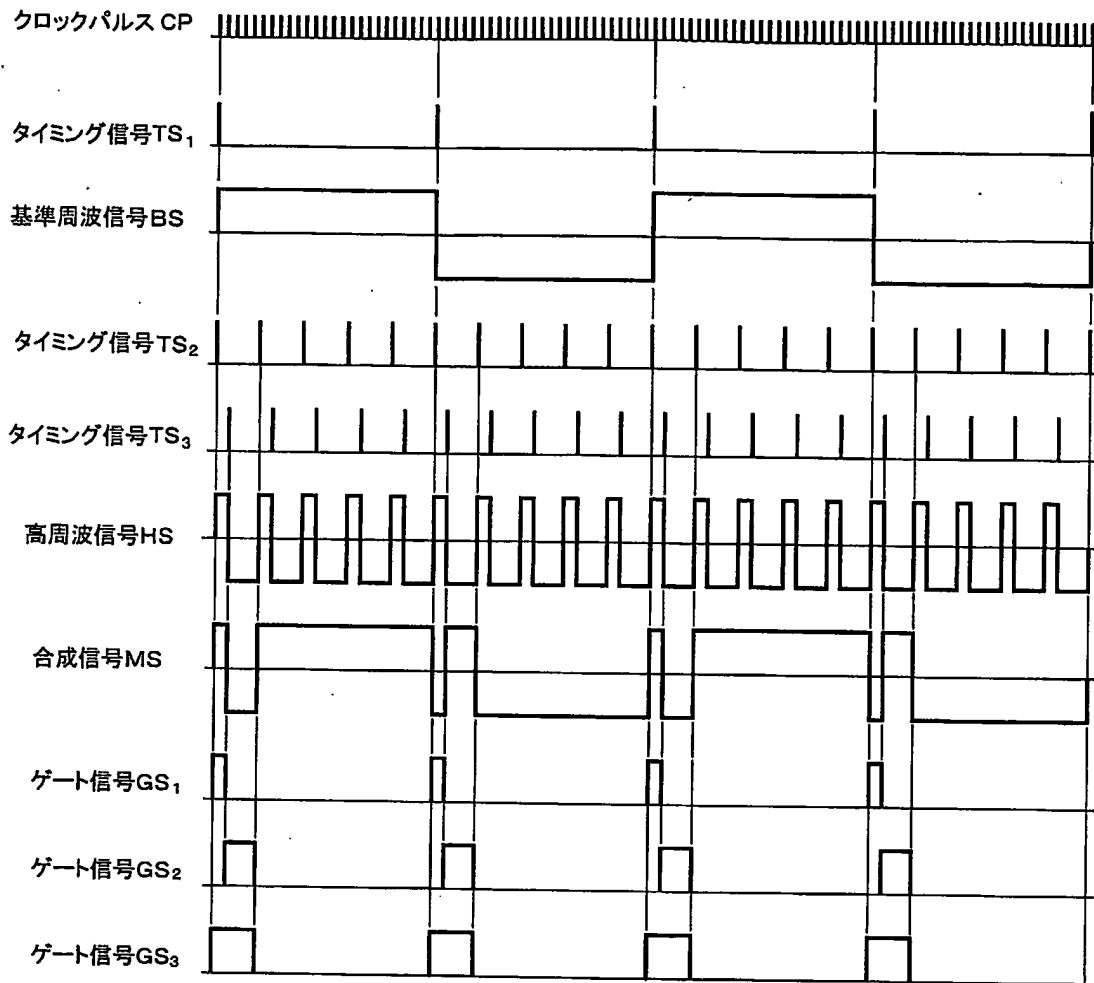 クロックパルス CP
タイミング信号TS₁
基準周波信号BS
タイミング信号TS₂
タイミング信号TS₃
高周波信号HS
合成信号MS
ゲート信号GS₁
ゲート信号GS₂
ゲート信号GS₃